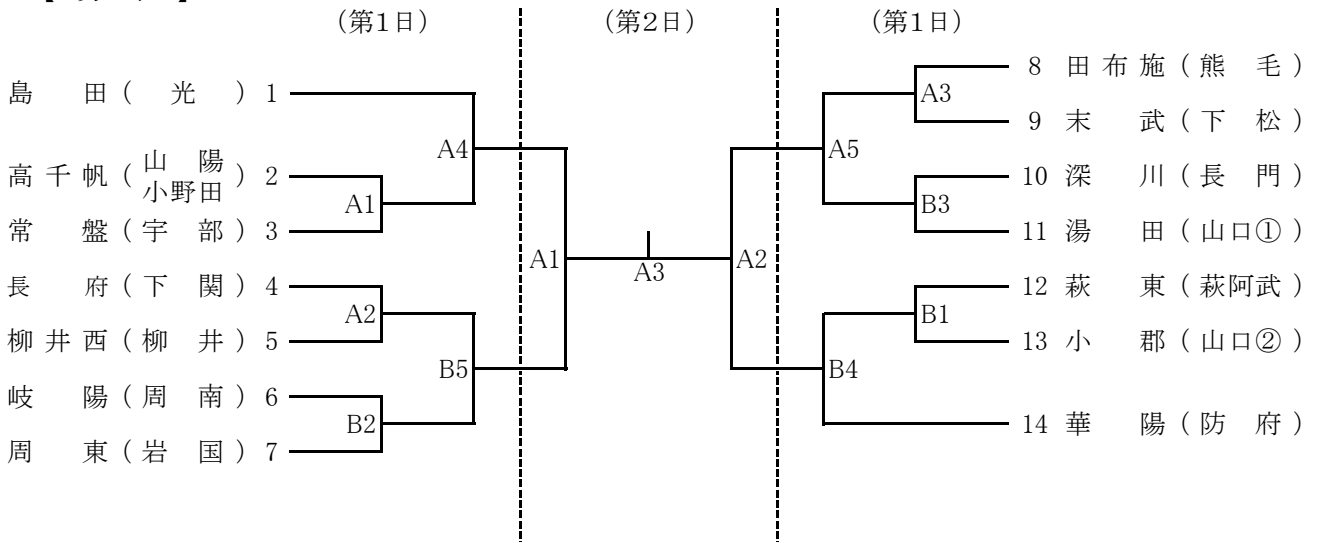 (第1日) (第2日) (第1日)
島田(光) 1
高千帆(山陽小野田) 2
常盤(宇部) 3
長府(下関) 4
柳井西(柳井) 5
岐陽(周南) 6
周東(岩国) 7
A4
A1
A2
B5
B2
A1
A3
A2
A3
A5
B3
B1
B4
8 田布施(熊毛)
9 末武(下松)
10 深川(長門)
11 湯田(山口①)
12 萩東(萩阿武)
13 小郡(山口②)
14 華陽(防府)